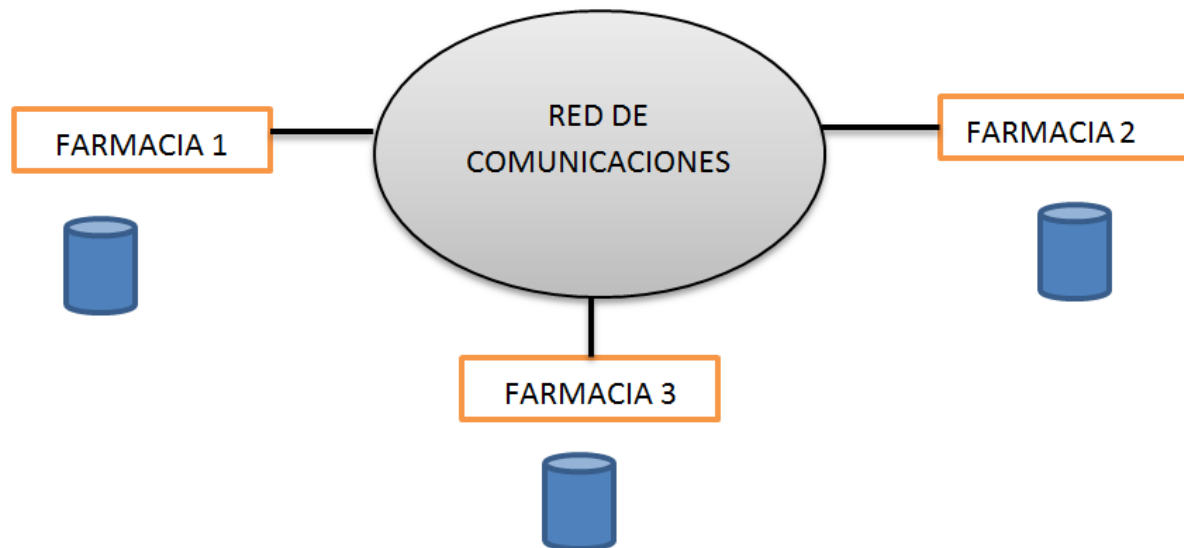 RED DE
COMUNICACIONES
FARMACIA 1
FARMACIA 2
FARMACIA 3